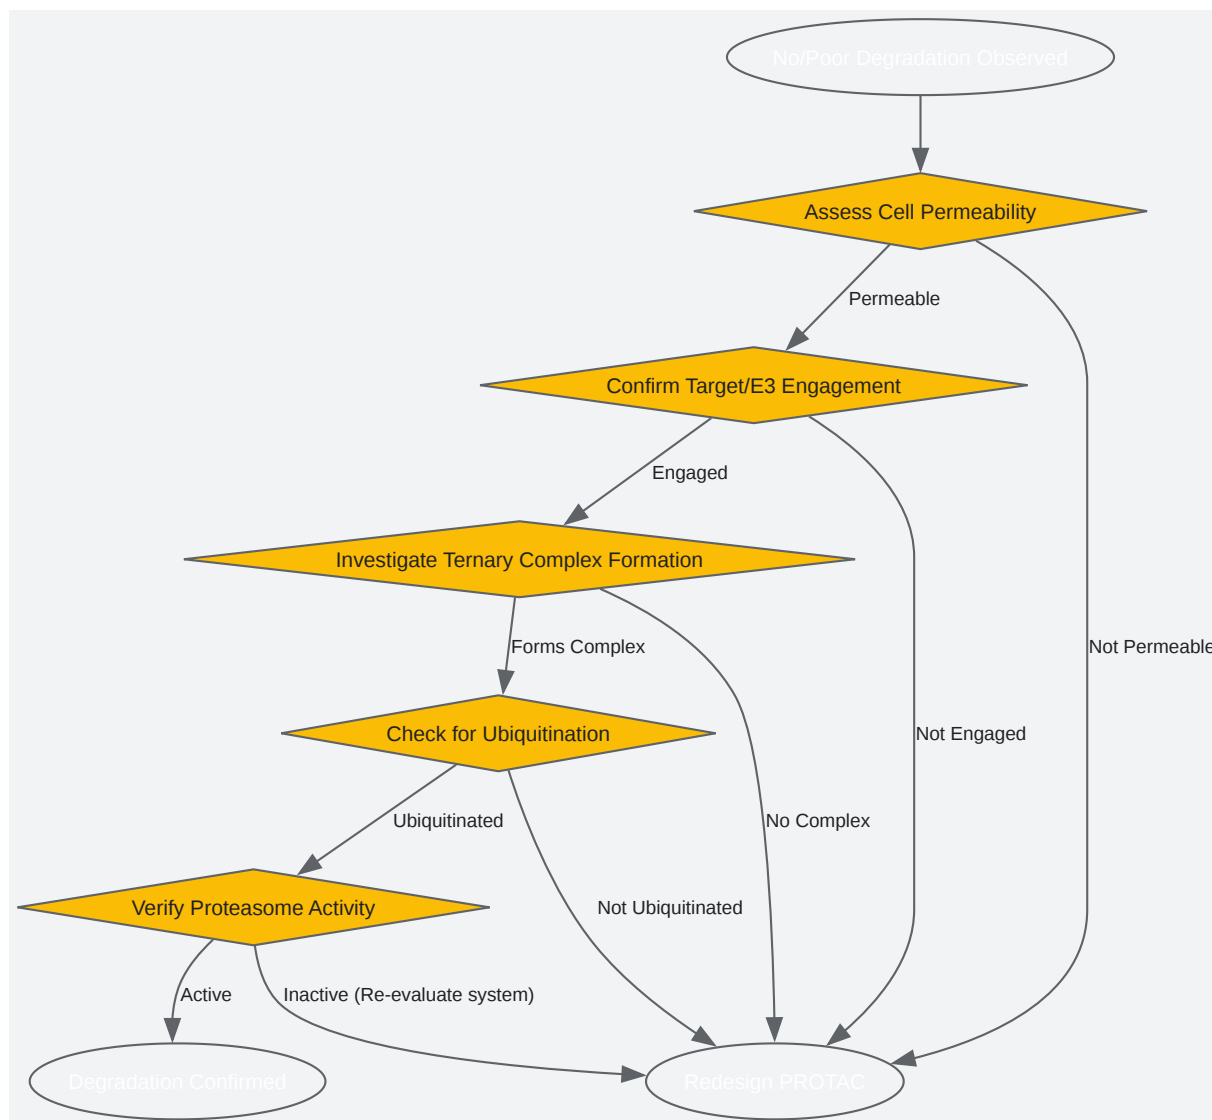 No/Poor Degradation Observed
Assess Cell Permeability
Permeable
Confirm Target/E3 Engagement
Engaged
Investigate Ternary Complex Formation
Forms Complex
Not Permeable
Check for Ubiquitination
Not Engaged
Ubiquitinated
No Complex
Verify Proteasome Activity
Not Ubiquitinated
Active
Inactive (Re-evaluate system)
Degradation Confirmed
Redesign PROTAC